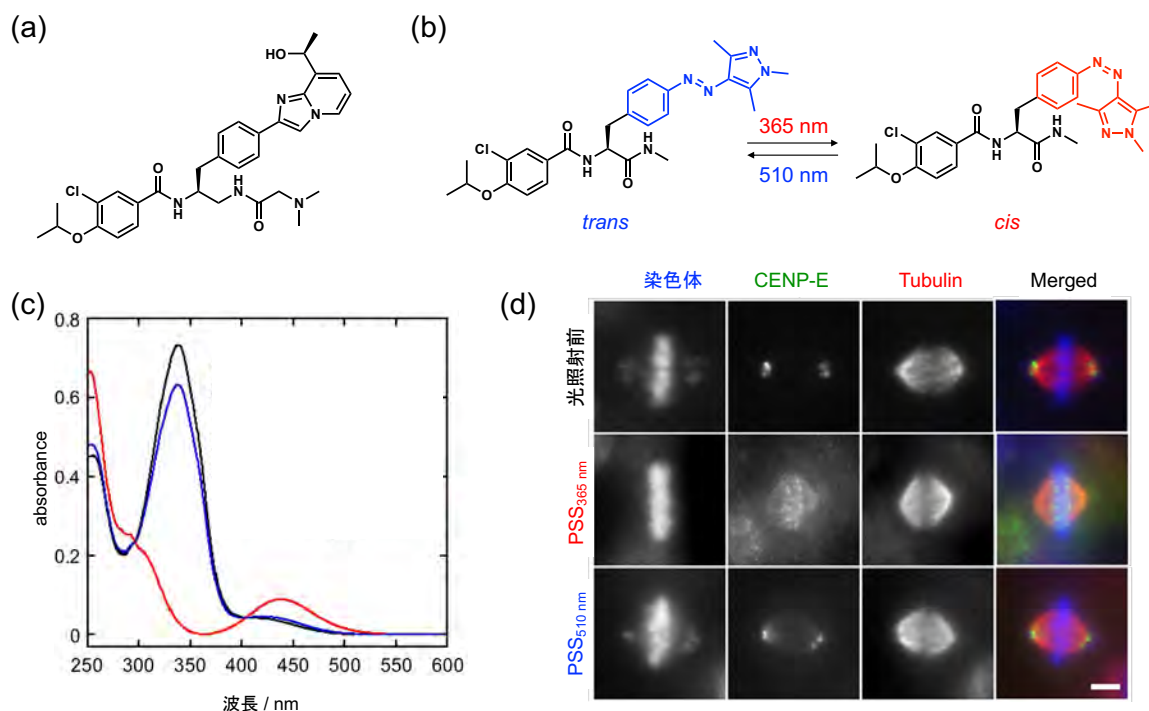 (a)
HO
N
N
Cl
O
N
H
H
N
O
N
O
(b)
N
N
N
N
Cl
O
N
H
H
N
O
O
trans
365 nm
510 nm
N
N
N
N
Cl
O
N
H
H
N
O
O
cis
(c)
absorbance
0.8
0.6
0.4
0.2
0
250 300 350 400 450 500 550 600
波長 / nm
(d)
染色体 CENP-E Tubulin Merged
光照射前
PSS365 nm
PSS510 nm